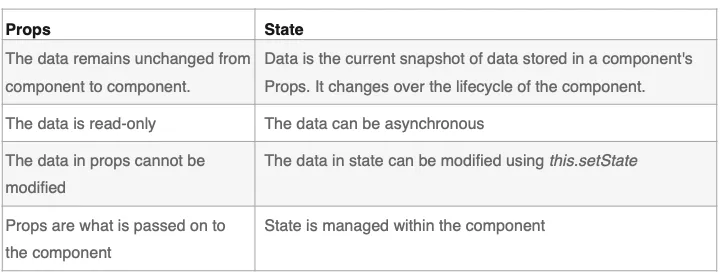 Props
State
The data remains unchanged from
component to component.
Data is the current snapshot of data stored in a component's
Props. It changes over the lifecycle of the component.
The data is read-only
The data can be asynchronous
The data in props cannot be
modified
The data in state can be modified using this.setState
Props are what is passed on to
the component
State is managed within the component